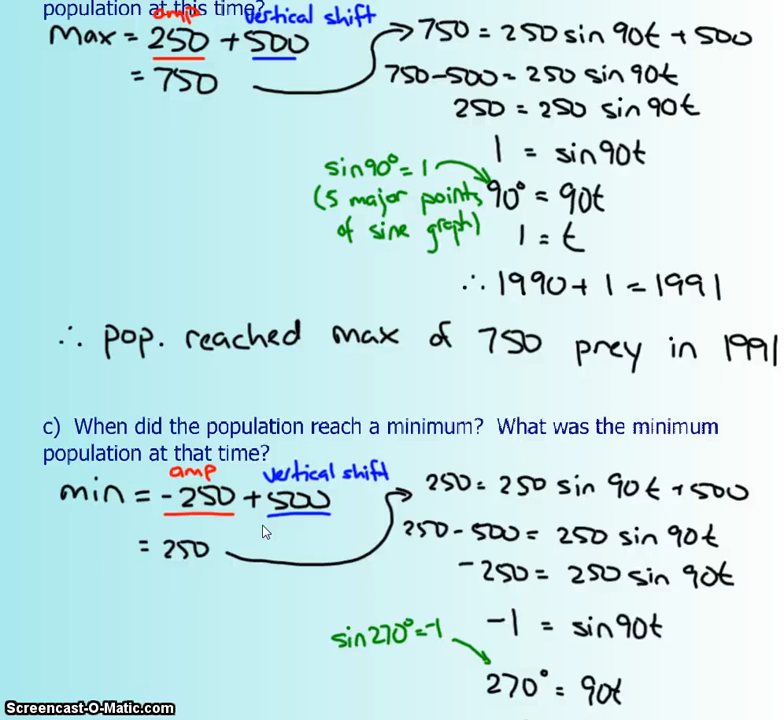 population at this time?
amp vertical shift
Max = 250 + 500
= 750
750 = 250 sin 90t + 500
750-500 = 250 sin 90t
250 = 250 sin 90t
1 = sin90t
sin90° = 1
(5 major points
of sine graph)
90° = 90t
1 = t
∴ 1990 + 1 = 1991
∴ pop. reached max of 750 prey in 1991
c) When did the population reach a minimum? What was the minimum
population at that time?
amp vertical shift
min = -250 + 500
= 250
250 = 250 sin 90t + 500
250 - 500 = 250 sin 90t
-250 = 250 sin 90t
-1 = sin90t
sin270° = -1
270° = 90t
Screencast-O-Matic.com